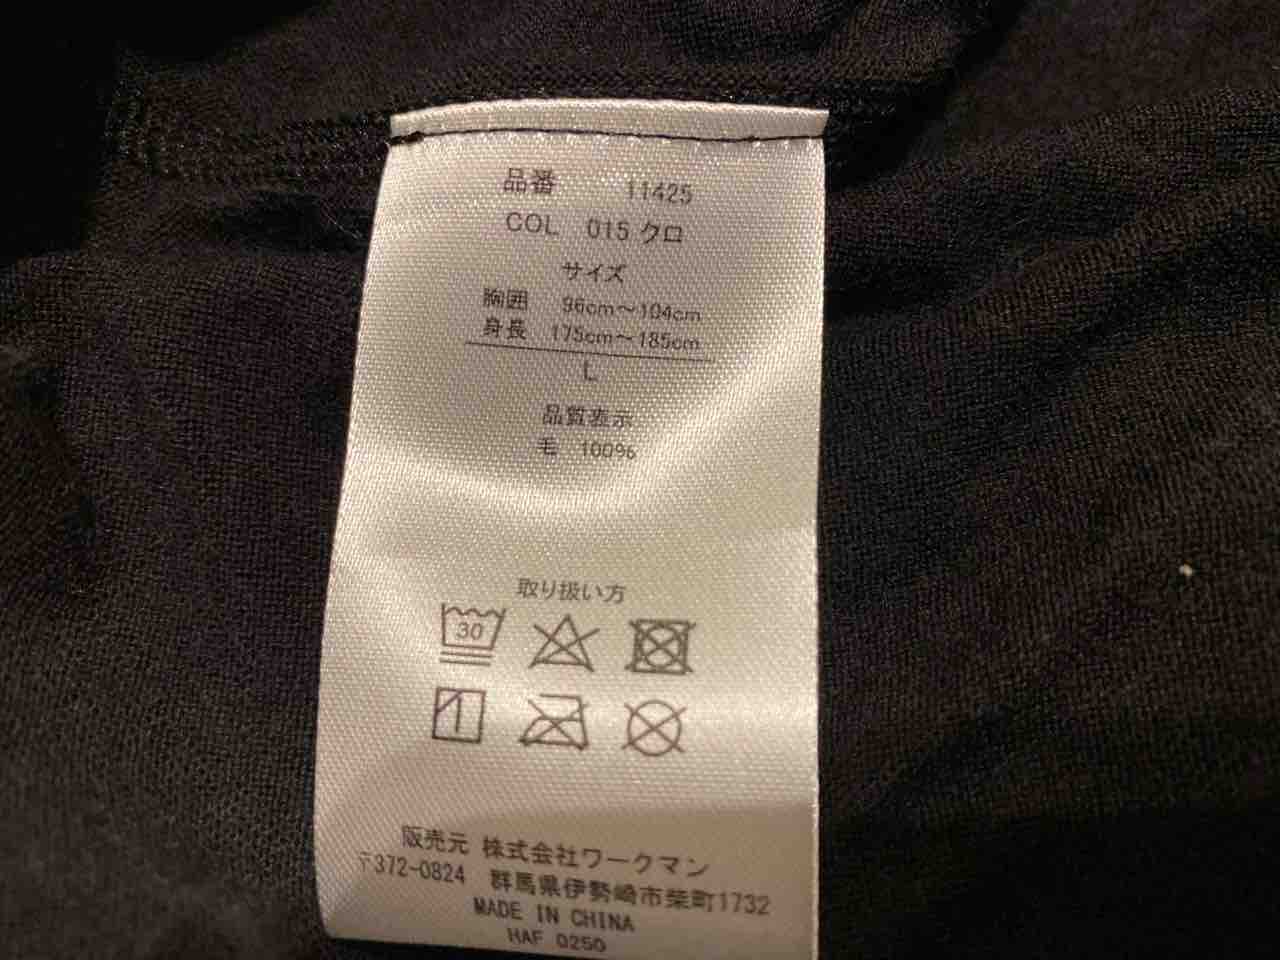 品番 11425
COL 015 クロ
サイズ
胸囲 96cm～104cm
身長 175cm～185cm
L
品質表示
毛 100%
取り扱い方
30
販売元 株式会社ワークマン
〒372-0824 群馬県伊勢崎市柴町1732
MADE IN CHINA
HAF 0250